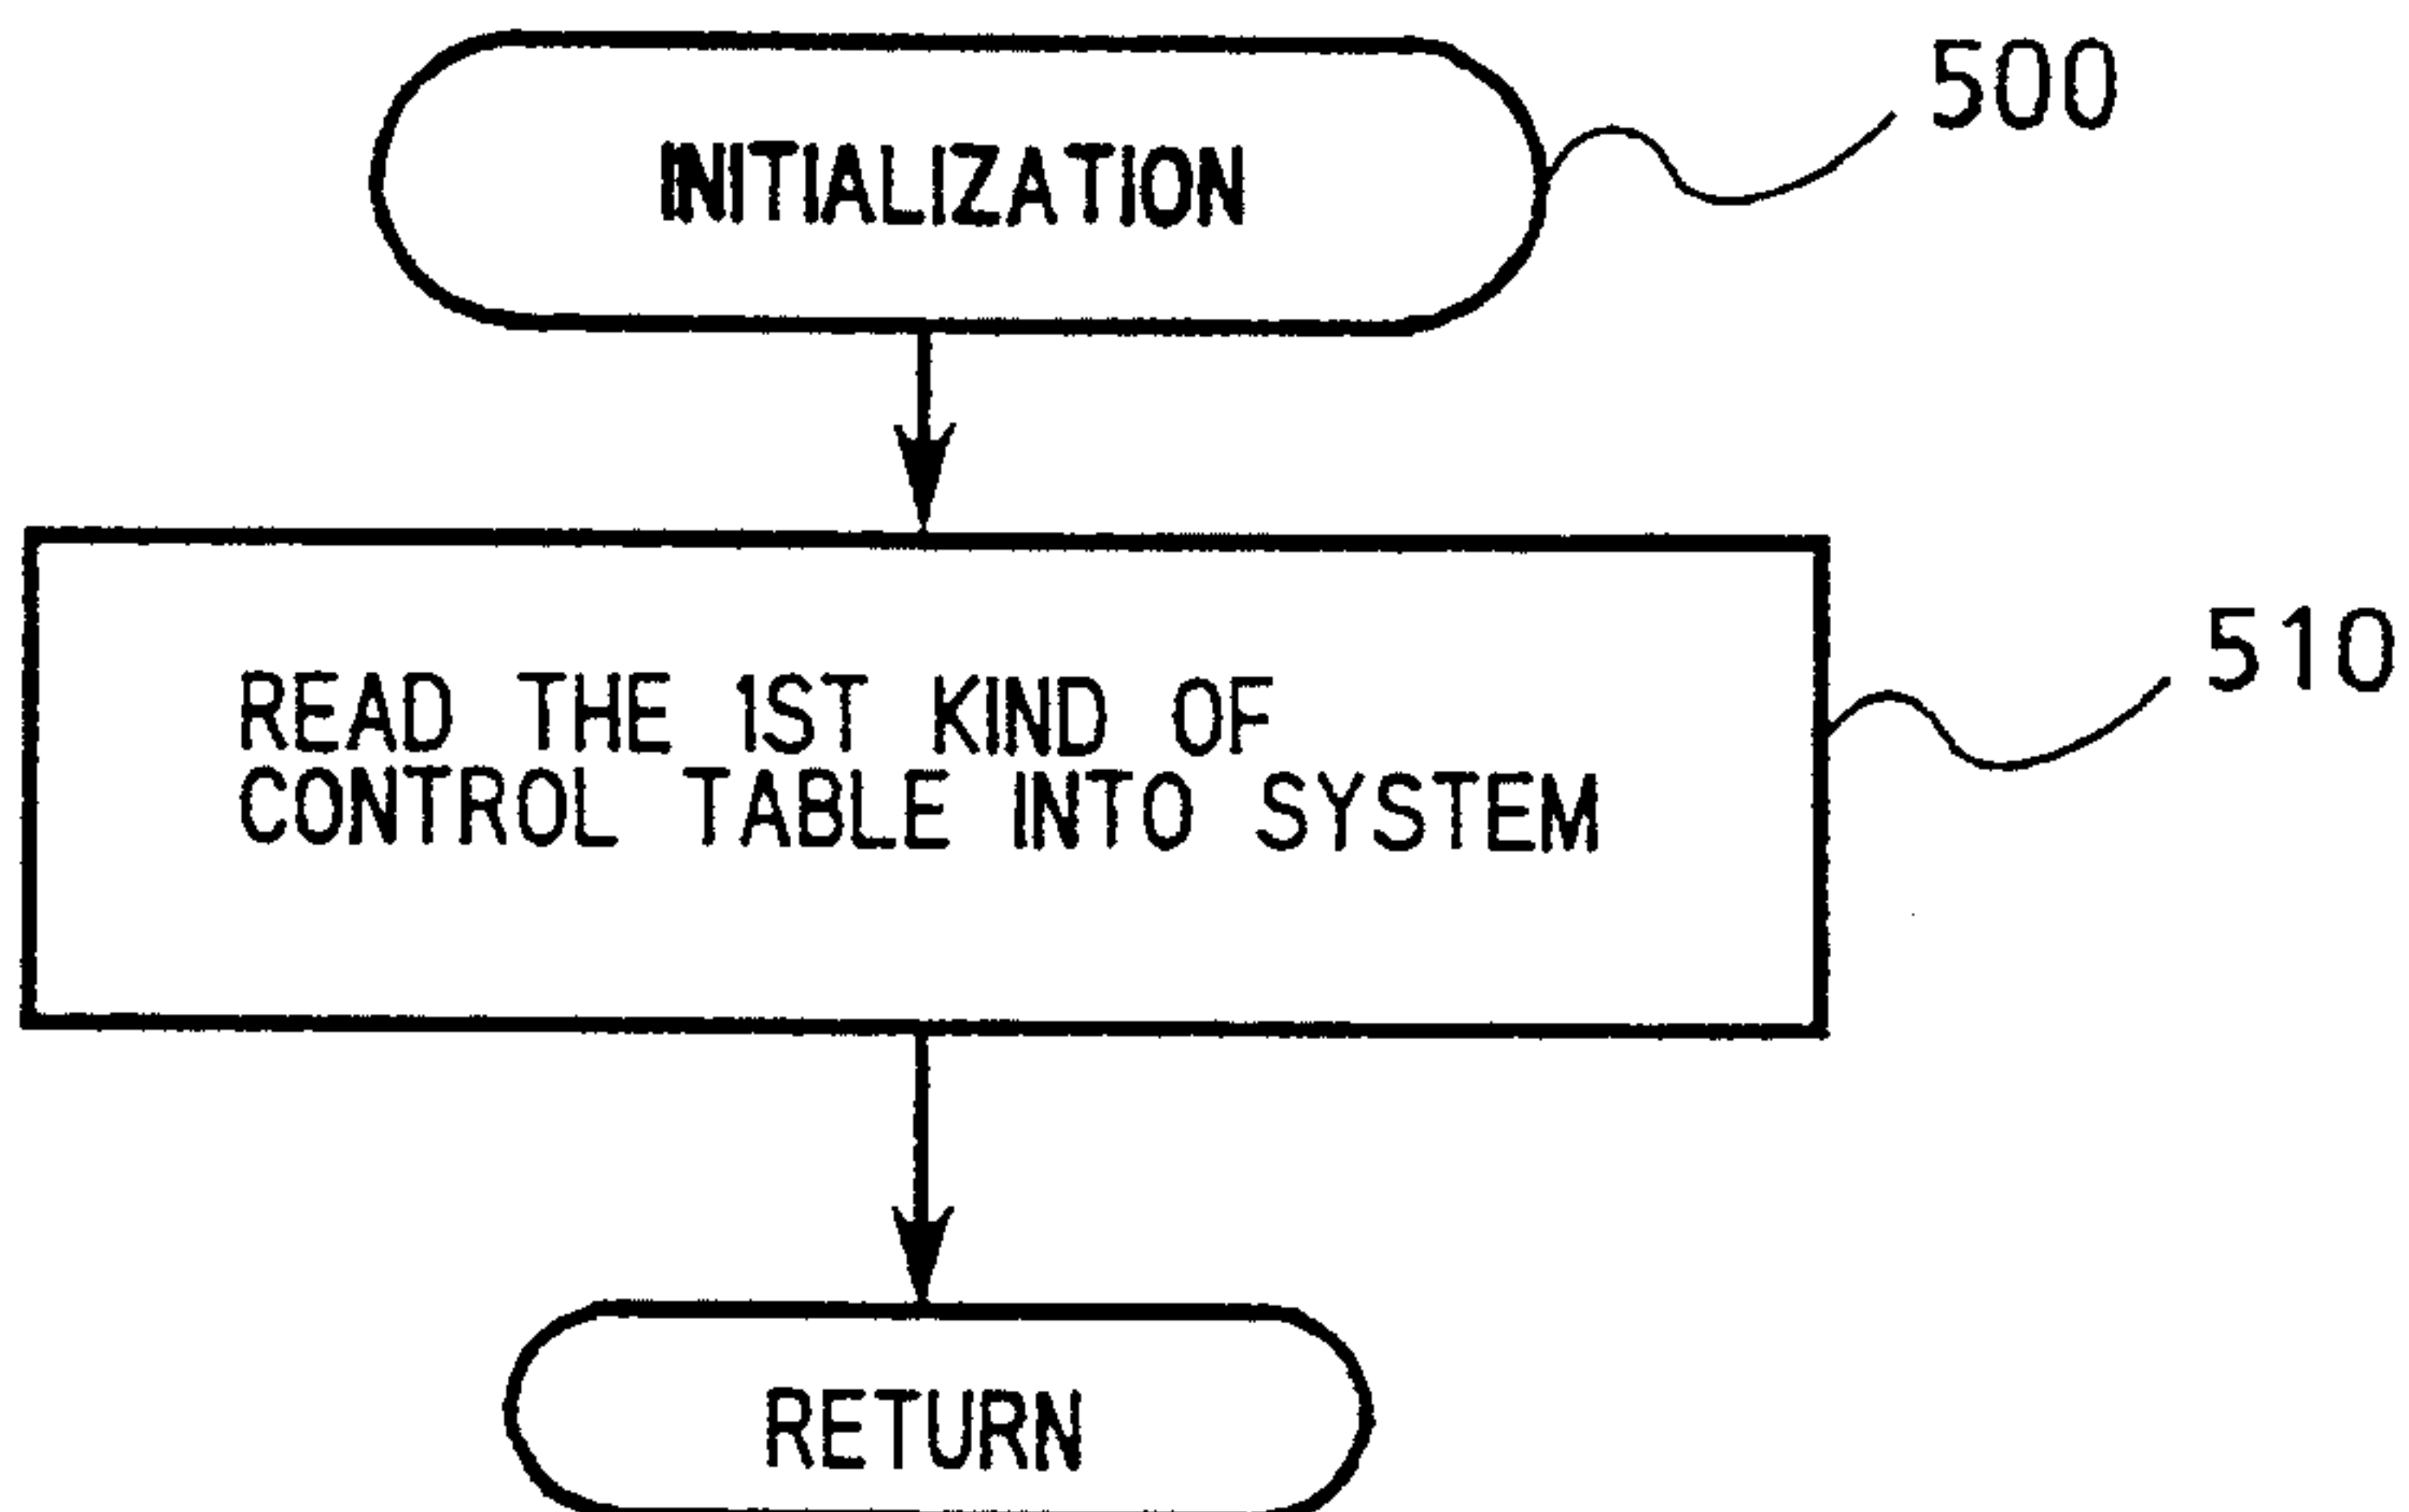 INITIALIZATION
500
READ THE 1ST KIND OF
CONTROL TABLE INTO SYSTEM
510
RETURN